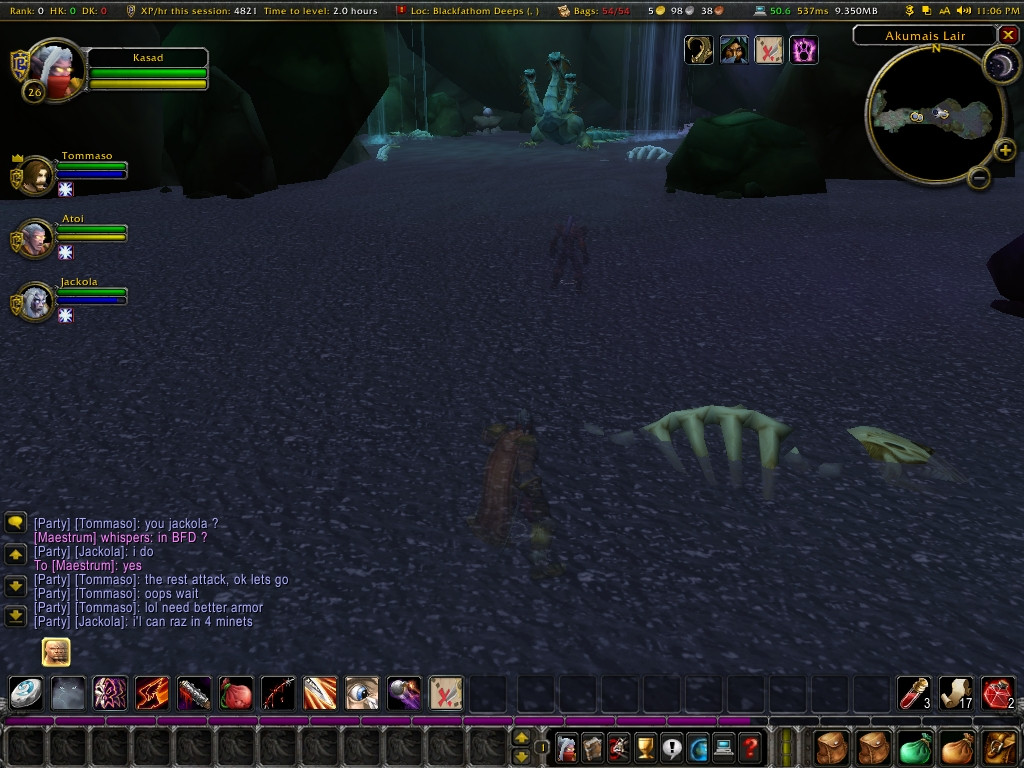 Rank: 0 HK: 0 DK: 0 XP/hr this session: 4821 Time to level: 2.0 hours Loc: Blackfathom Deeps (, ) Bags: 54/54 5 98 38 50.6 537ms 9.350MB AA 11:06 PM
Akumais Lair
N
Kasad
26
Tommaso
Atoi
Jackola
[Party] [Tommaso]: you jackola ?
[Maestrum] whispers: in BFD ?
[Party] [Jackola]: i do
To [Maestrum]: yes
[Party] [Tommaso]: the rest attack, ok lets go
[Party] [Tommaso]: oops wait
[Party] [Tommaso]: lol need better armor
[Party] [Jackola]: i'l can raz in 4 minets
3 17 2
1